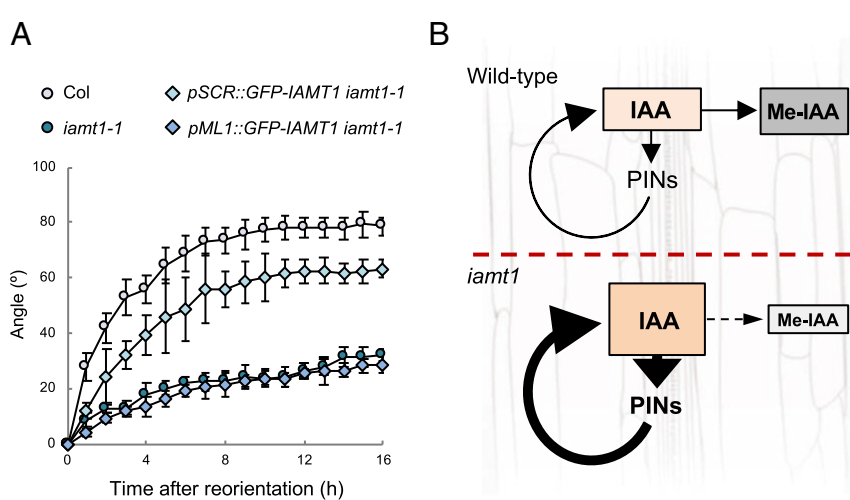 A
Col
pSCR::GFP-IAMT1 iamt1-1
iamt1-1
pML1::GFP-IAMT1 iamt1-1
Angle (º)
100
80
60
40
20
0
0 4 8 12 16
Time after reorientation (h)
B
Wild-type
IAA
Me-IAA
PINs
iamt1
IAA
Me-IAA
PINs